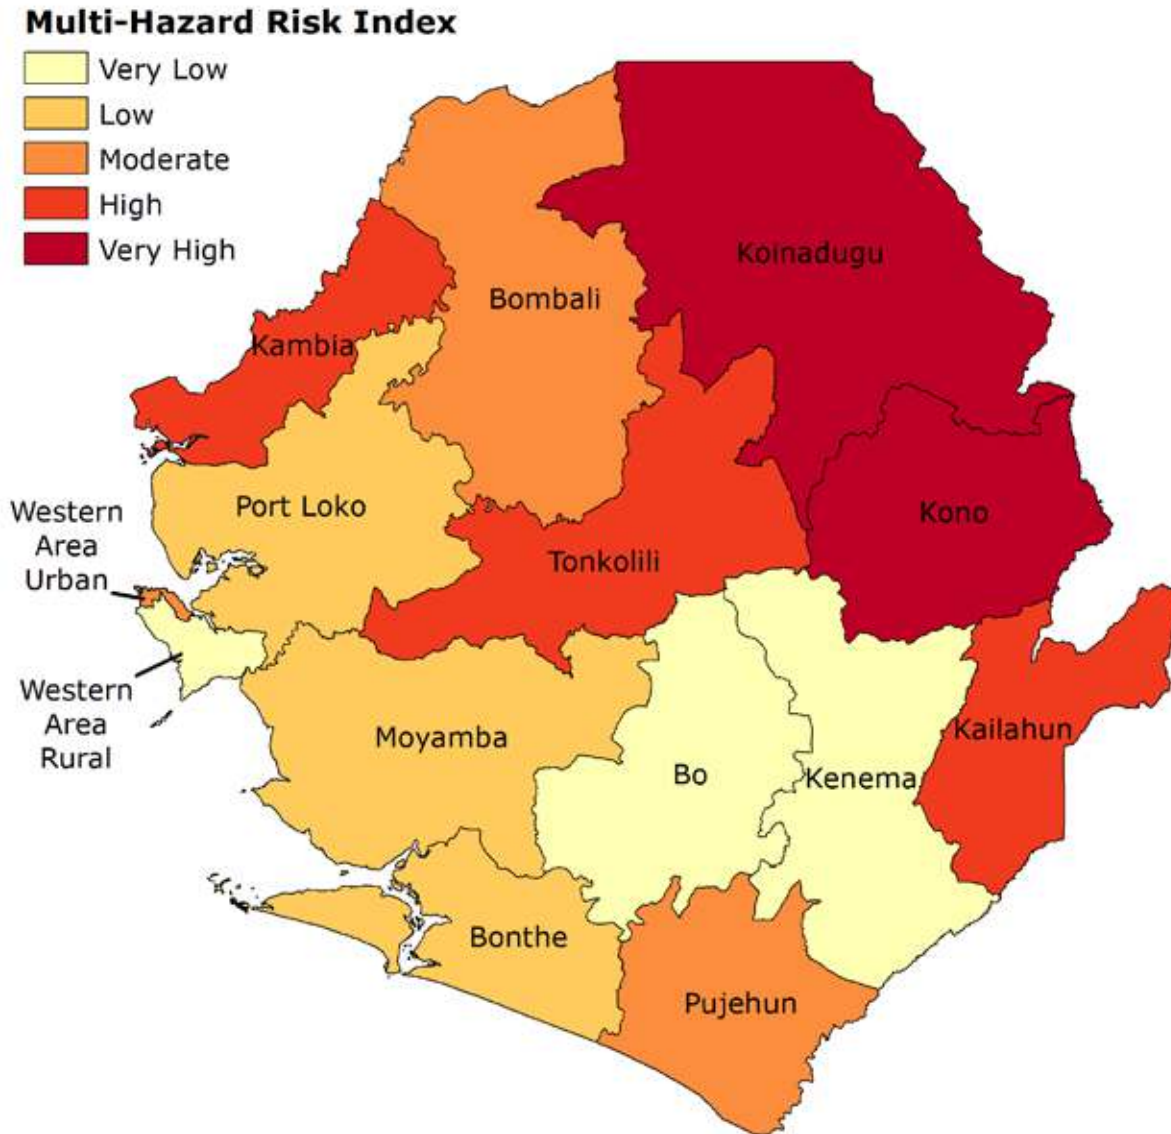 Multi-Hazard Risk Index
Very Low
Low
Moderate
High
Very High
Koinadugu
Bombali
Kambia
Port Loko
Kono
Western
Area
Urban
Tonkolili
Western
Area
Rural
Moyamba
Kailahun
Bo
Kenema
Bonthe
Pujehun